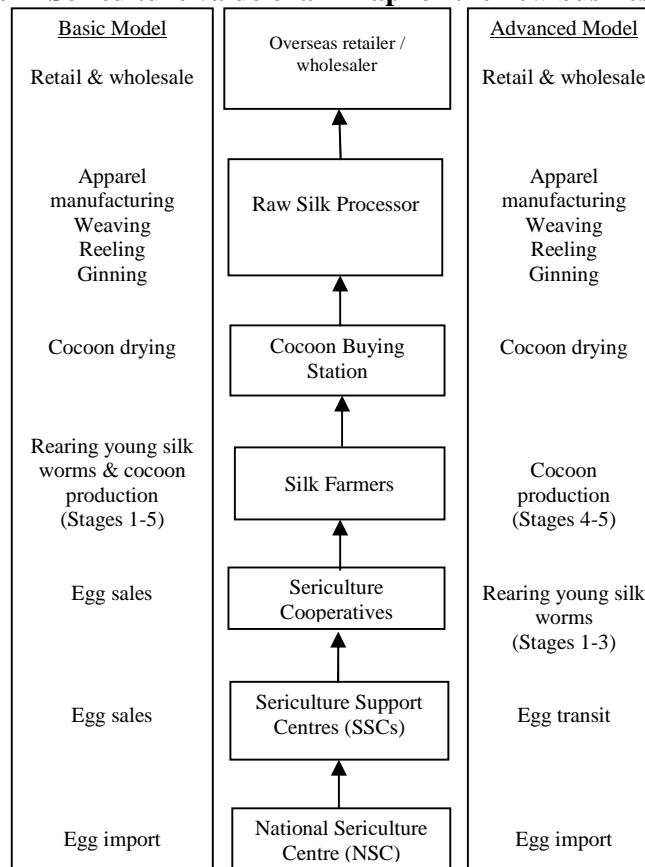 Sericulture value
Basic Model
Retail & wholesale
Apparel
manufacturing
Weaving
Reeling
Ginning
Cocoon drying
Rearing young silk
worms & cocoon
production
(Stages 1-5)
Egg sales
Egg sales
Egg import
Overseas retailer /
wholesaler
Raw Silk Processor
Cocoon Buying
Station
Silk Farmers
Sericulture
Cooperatives
Sericulture Support
Centres (SSCs)
National Sericulture
Centre (NSC)
Advanced Model
Retail & wholesale
Apparel
manufacturing
Weaving
Reeling
Ginning
Cocoon drying
Cocoon
production
(Stages 4-5)
Rearing young silk
worms
(Stages 1-3)
Egg transit
Egg import